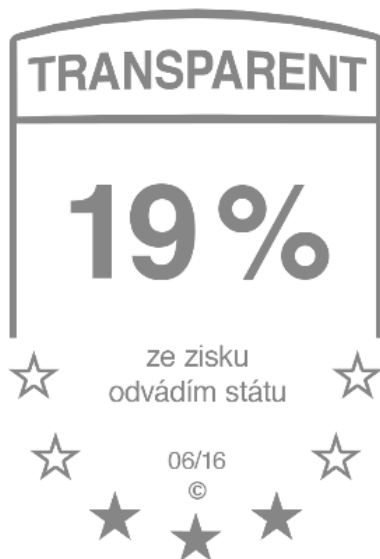 TRANSPARENT
19 %
ze zisku
odvádím státu
06/16
©